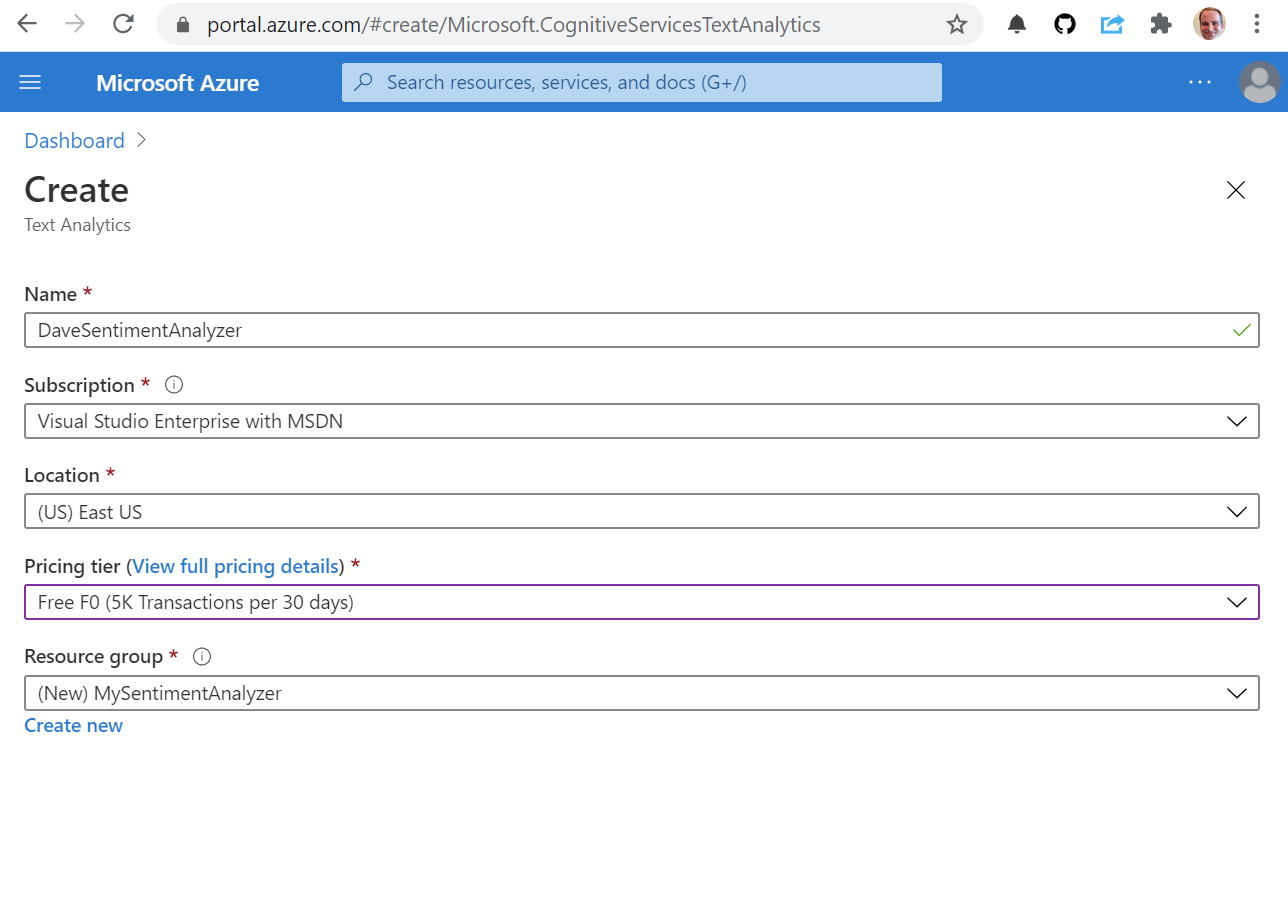 portal.azure.com/#create/Microsoft.CognitiveServicesTextAnalytics
Microsoft Azure
Search resources, services, and docs (G+/)
Dashboard
Create
Text Analytics
Name *
DaveSentimentAnalyzer
Subscription *
Visual Studio Enterprise with MSDN
Location *
(US) East US
Pricing tier (View full pricing details) *
Free F0 (5K Transactions per 30 days)
Resource group *
(New) MySentimentAnalyzer
Create new